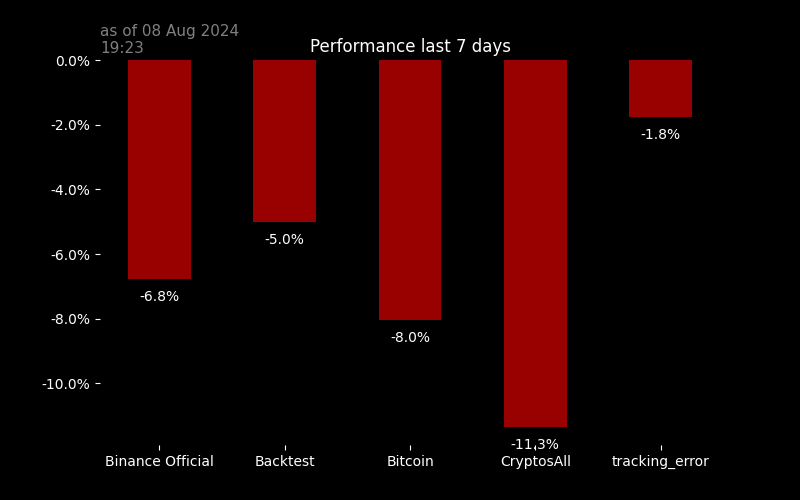 as of 08 Aug 2024
19:23
Performance last 7 days
0.0%
-2.0%
-4.0%
-6.0%
-8.0%
-10.0%
-6.8%
-5.0%
-8.0%
-11.3%
-1.8%
Binance Official
Backtest
Bitcoin
CryptosAll
tracking_error